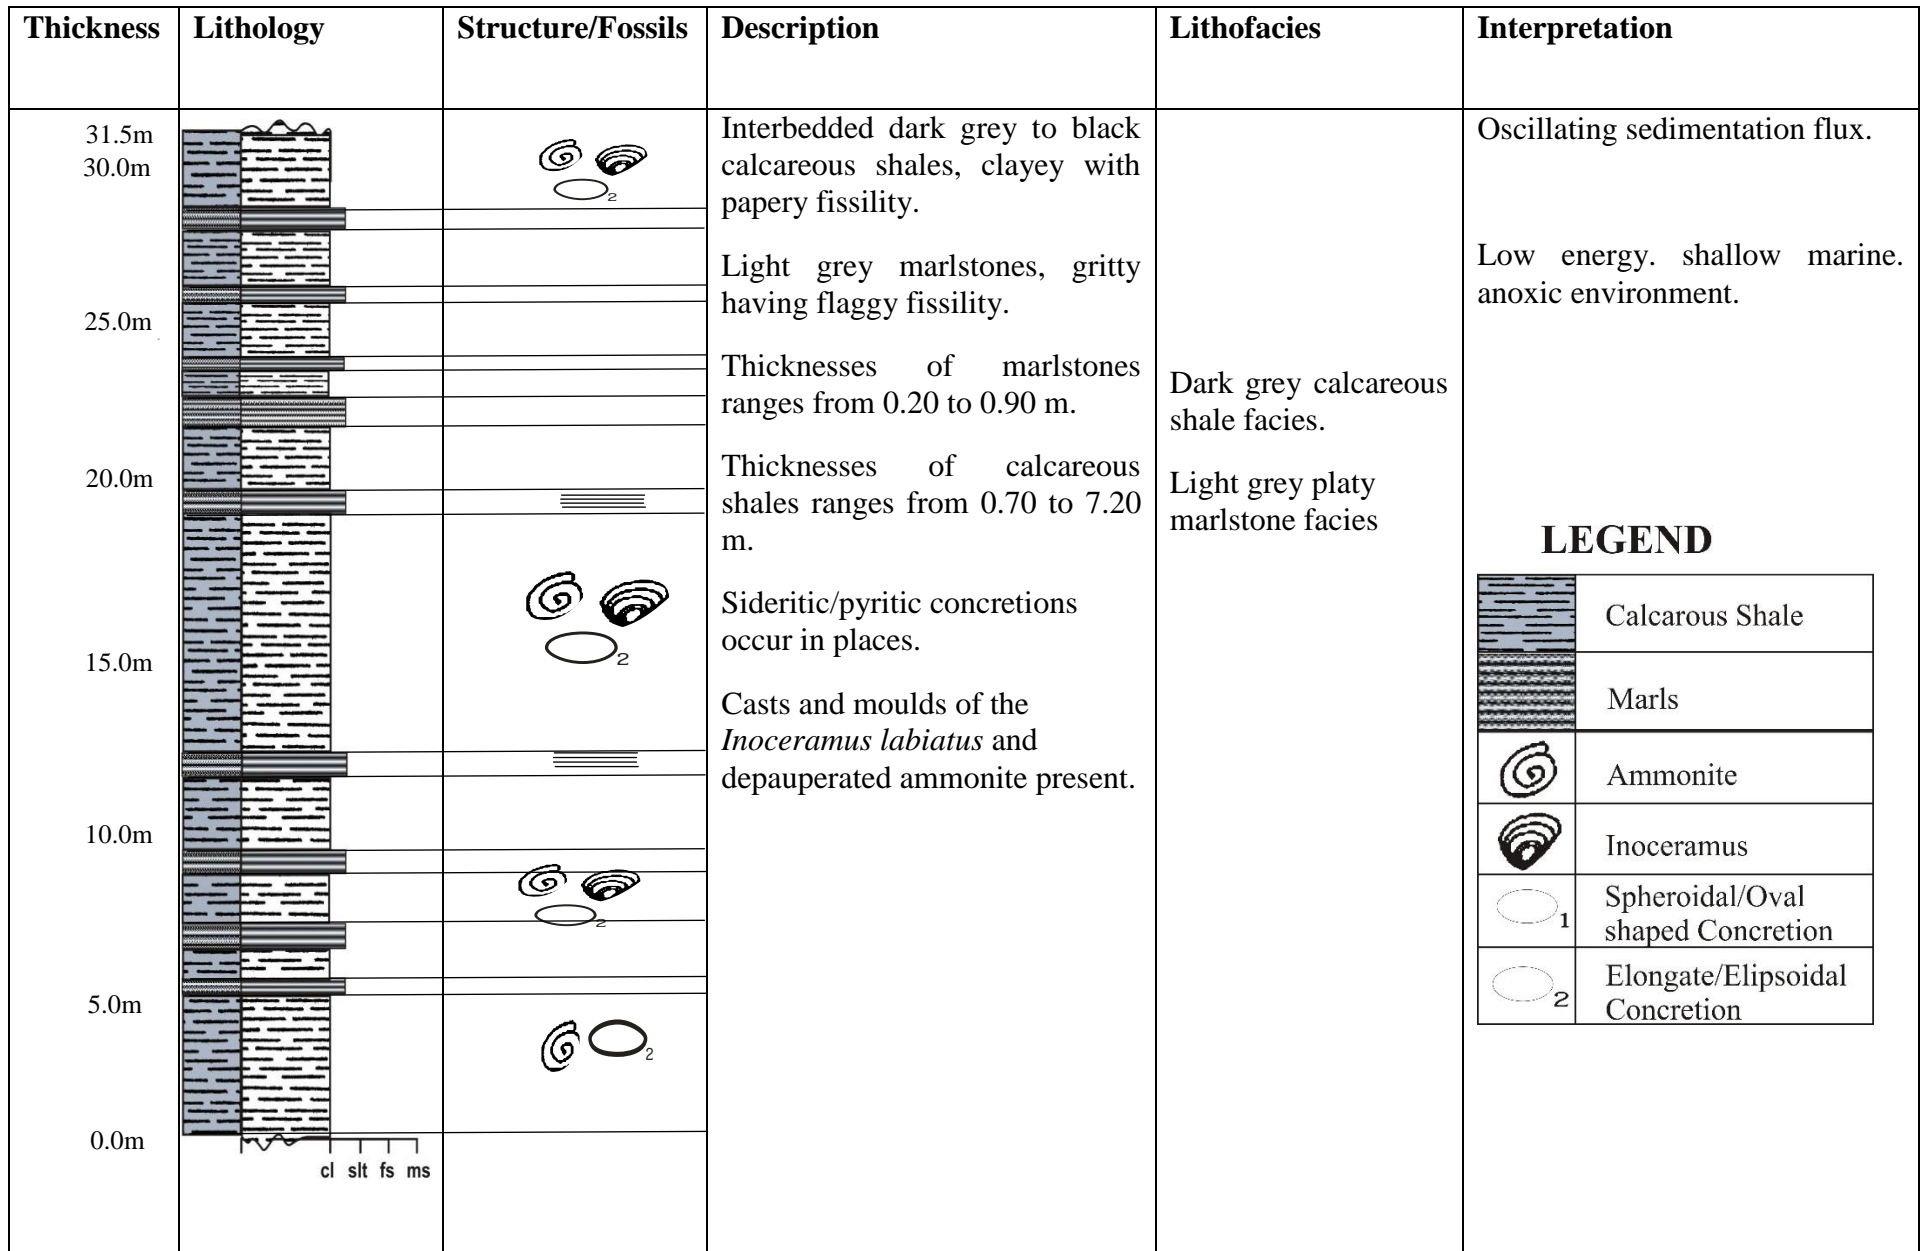 Thickness
Lithology
Structure/Fossils
Description
Lithofacies
Interpretation
31.5m
30.0m
25.0m
20.0m
15.0m
10.0m
5.0m
0.0m
cl slt fs ms
2
2
2
2
Interbedded dark grey to black
calcareous shales, clayey with
papery fissility.
Light grey marlstones, gritty
having flaggy fissility.
Thicknesses of marlstones
ranges from 0.20 to 0.90 m.
Thicknesses of calcareous
shales ranges from 0.70 to 7.20
m.
Sideritic/pyritic concretions
occur in places.
Casts and moulds of the
Inoceramus labiatus and
depauperated ammonite present.
Dark grey calcareous
shale facies.
Light grey platy
marlstone facies
Oscillating sedimentation flux.
Low energy. shallow marine.
anoxic environment.
LEGEND
Calcarous Shale
Marls
Ammonite
Inoceramus
1
Spheroidal/Oval
shaped Concretion
2
Elongate/Elipsoidal
Concretion